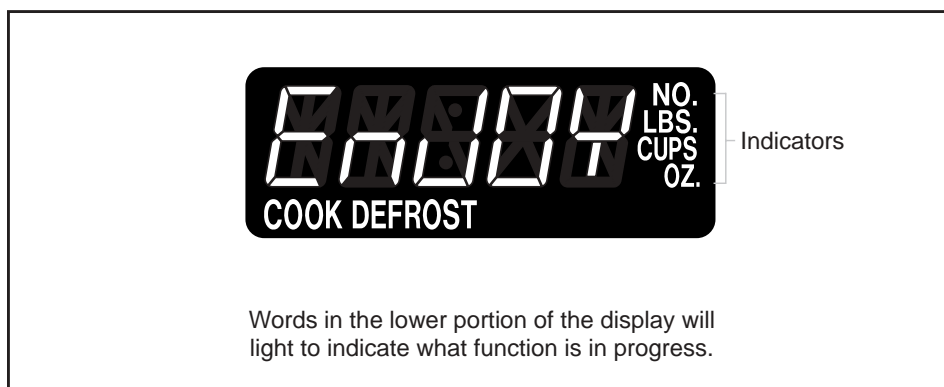 EnJOY
NO.
LBS.
CUPS
OZ.
Indicators
COOK DEFROST
Words in the lower portion of the display will
light to indicate what function is in progress.